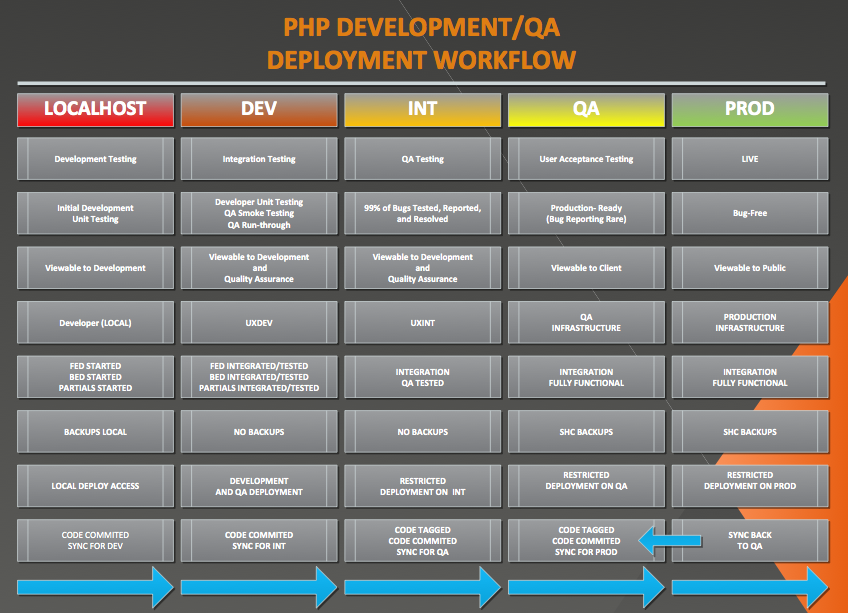 PHP DEVELOPMENT/QA
DEPLOYMENT WORKFLOW
LOCALHOST
DEV
INT
QA
PROD
Development Testing
Integration Testing
QA Testing
User Acceptance Testing
LIVE
Initial Development
Unit Testing
Developer Unit Testing
QA Smoke Testing
QA Run-through
99% of Bugs Tested, Reported,
and Resolved
Production- Ready
(Bug Reporting Rare)
Bug-Free
Viewable to Development
Viewable to Development
and
Quality Assurance
Viewable to Development
and
Quality Assurance
Viewable to Client
Viewable to Public
Developer (LOCAL)
UXDEV
UXINT
QA
INFRASTRUCTURE
PRODUCTION
INFRASTRUCTURE
FED STARTED
BED STARTED
PARTIALS STARTED
FED INTEGRATED/TESTED
BED INTEGRATED/TESTED
PARTIALS INTEGRATED/TESTED
INTEGRATION
QA TESTED
INTEGRATION
FULLY FUNCTIONAL
INTEGRATION
FULLY FUNCTIONAL
BACKUPS LOCAL
NO BACKUPS
NO BACKUPS
SHC BACKUPS
SHC BACKUPS
LOCAL DEPLOY ACCESS
DEVELOPMENT
AND QA DEPLOYMENT
RESTRICTED
DEPLOYMENT ON INT
RESTRICTED
DEPLOYMENT ON QA
RESTRICTED
DEPLOYMENT ON PROD
CODE COMMITED
SYNC FOR DEV
CODE COMMITED
SYNC FOR INT
CODE TAGGED
CODE COMMITED
SYNC FOR QA
CODE TAGGED
CODE COMMITED
SYNC FOR PROD
SYNC BACK
TO QA